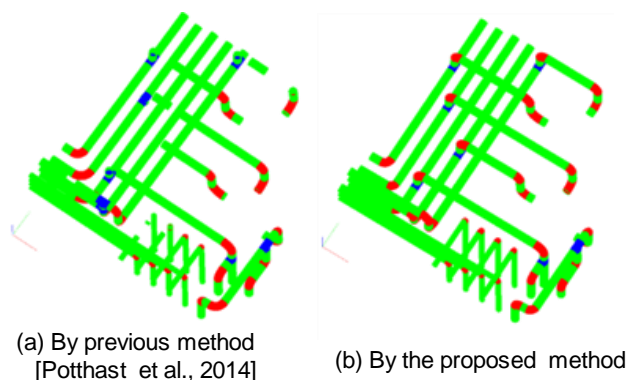 (a) By previous method
[Potthast et al., 2014]
(b) By the proposed method